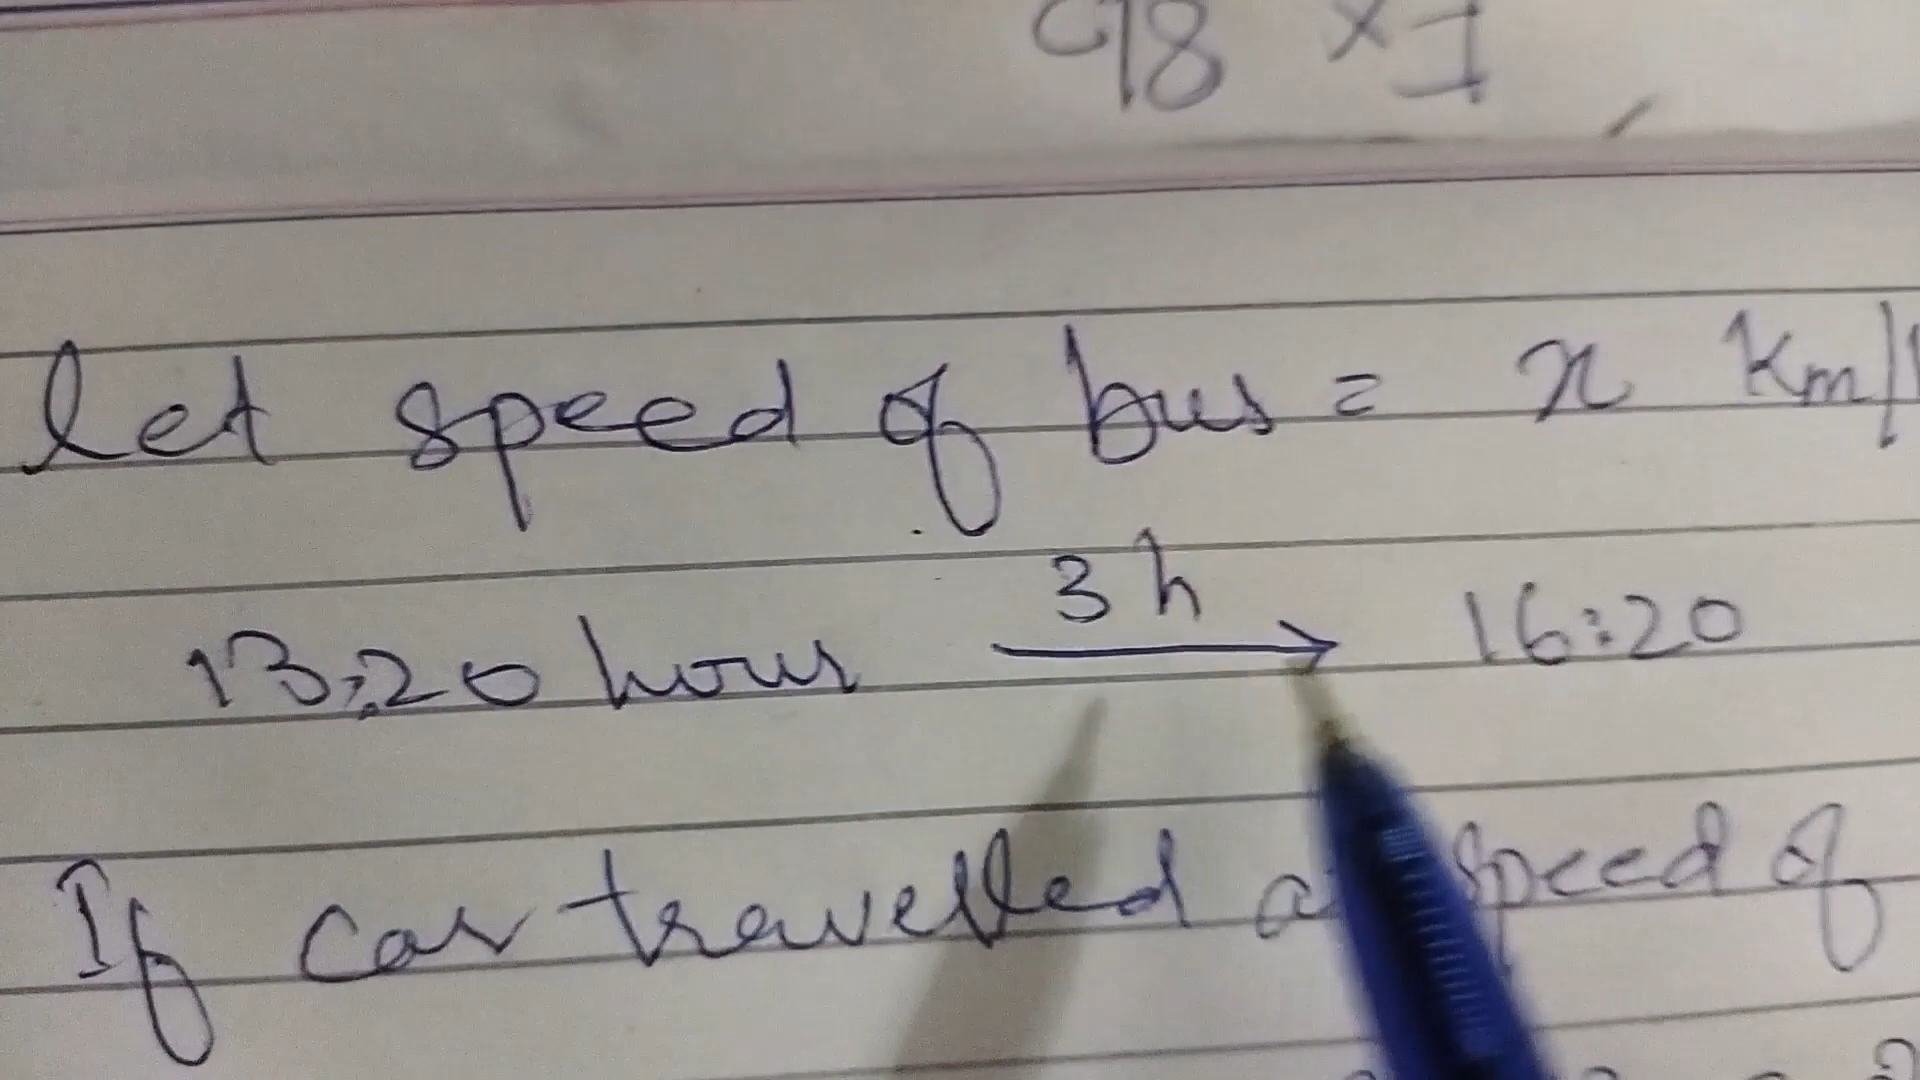 98 × 1
let speed of bus = x km/h
13:20 hour 3 h → 16:20
If car travelled a speed of